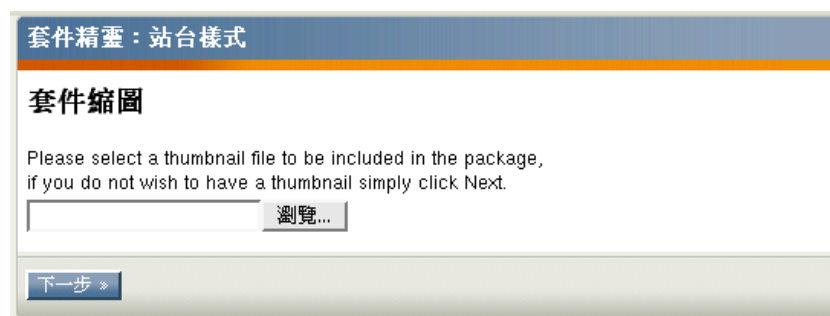 套件精靈：站台樣式
套件縮圖
Please select a thumbnail file to be included in the package,
if you do not wish to have a thumbnail simply click Next.
瀏覽...
下一步 »